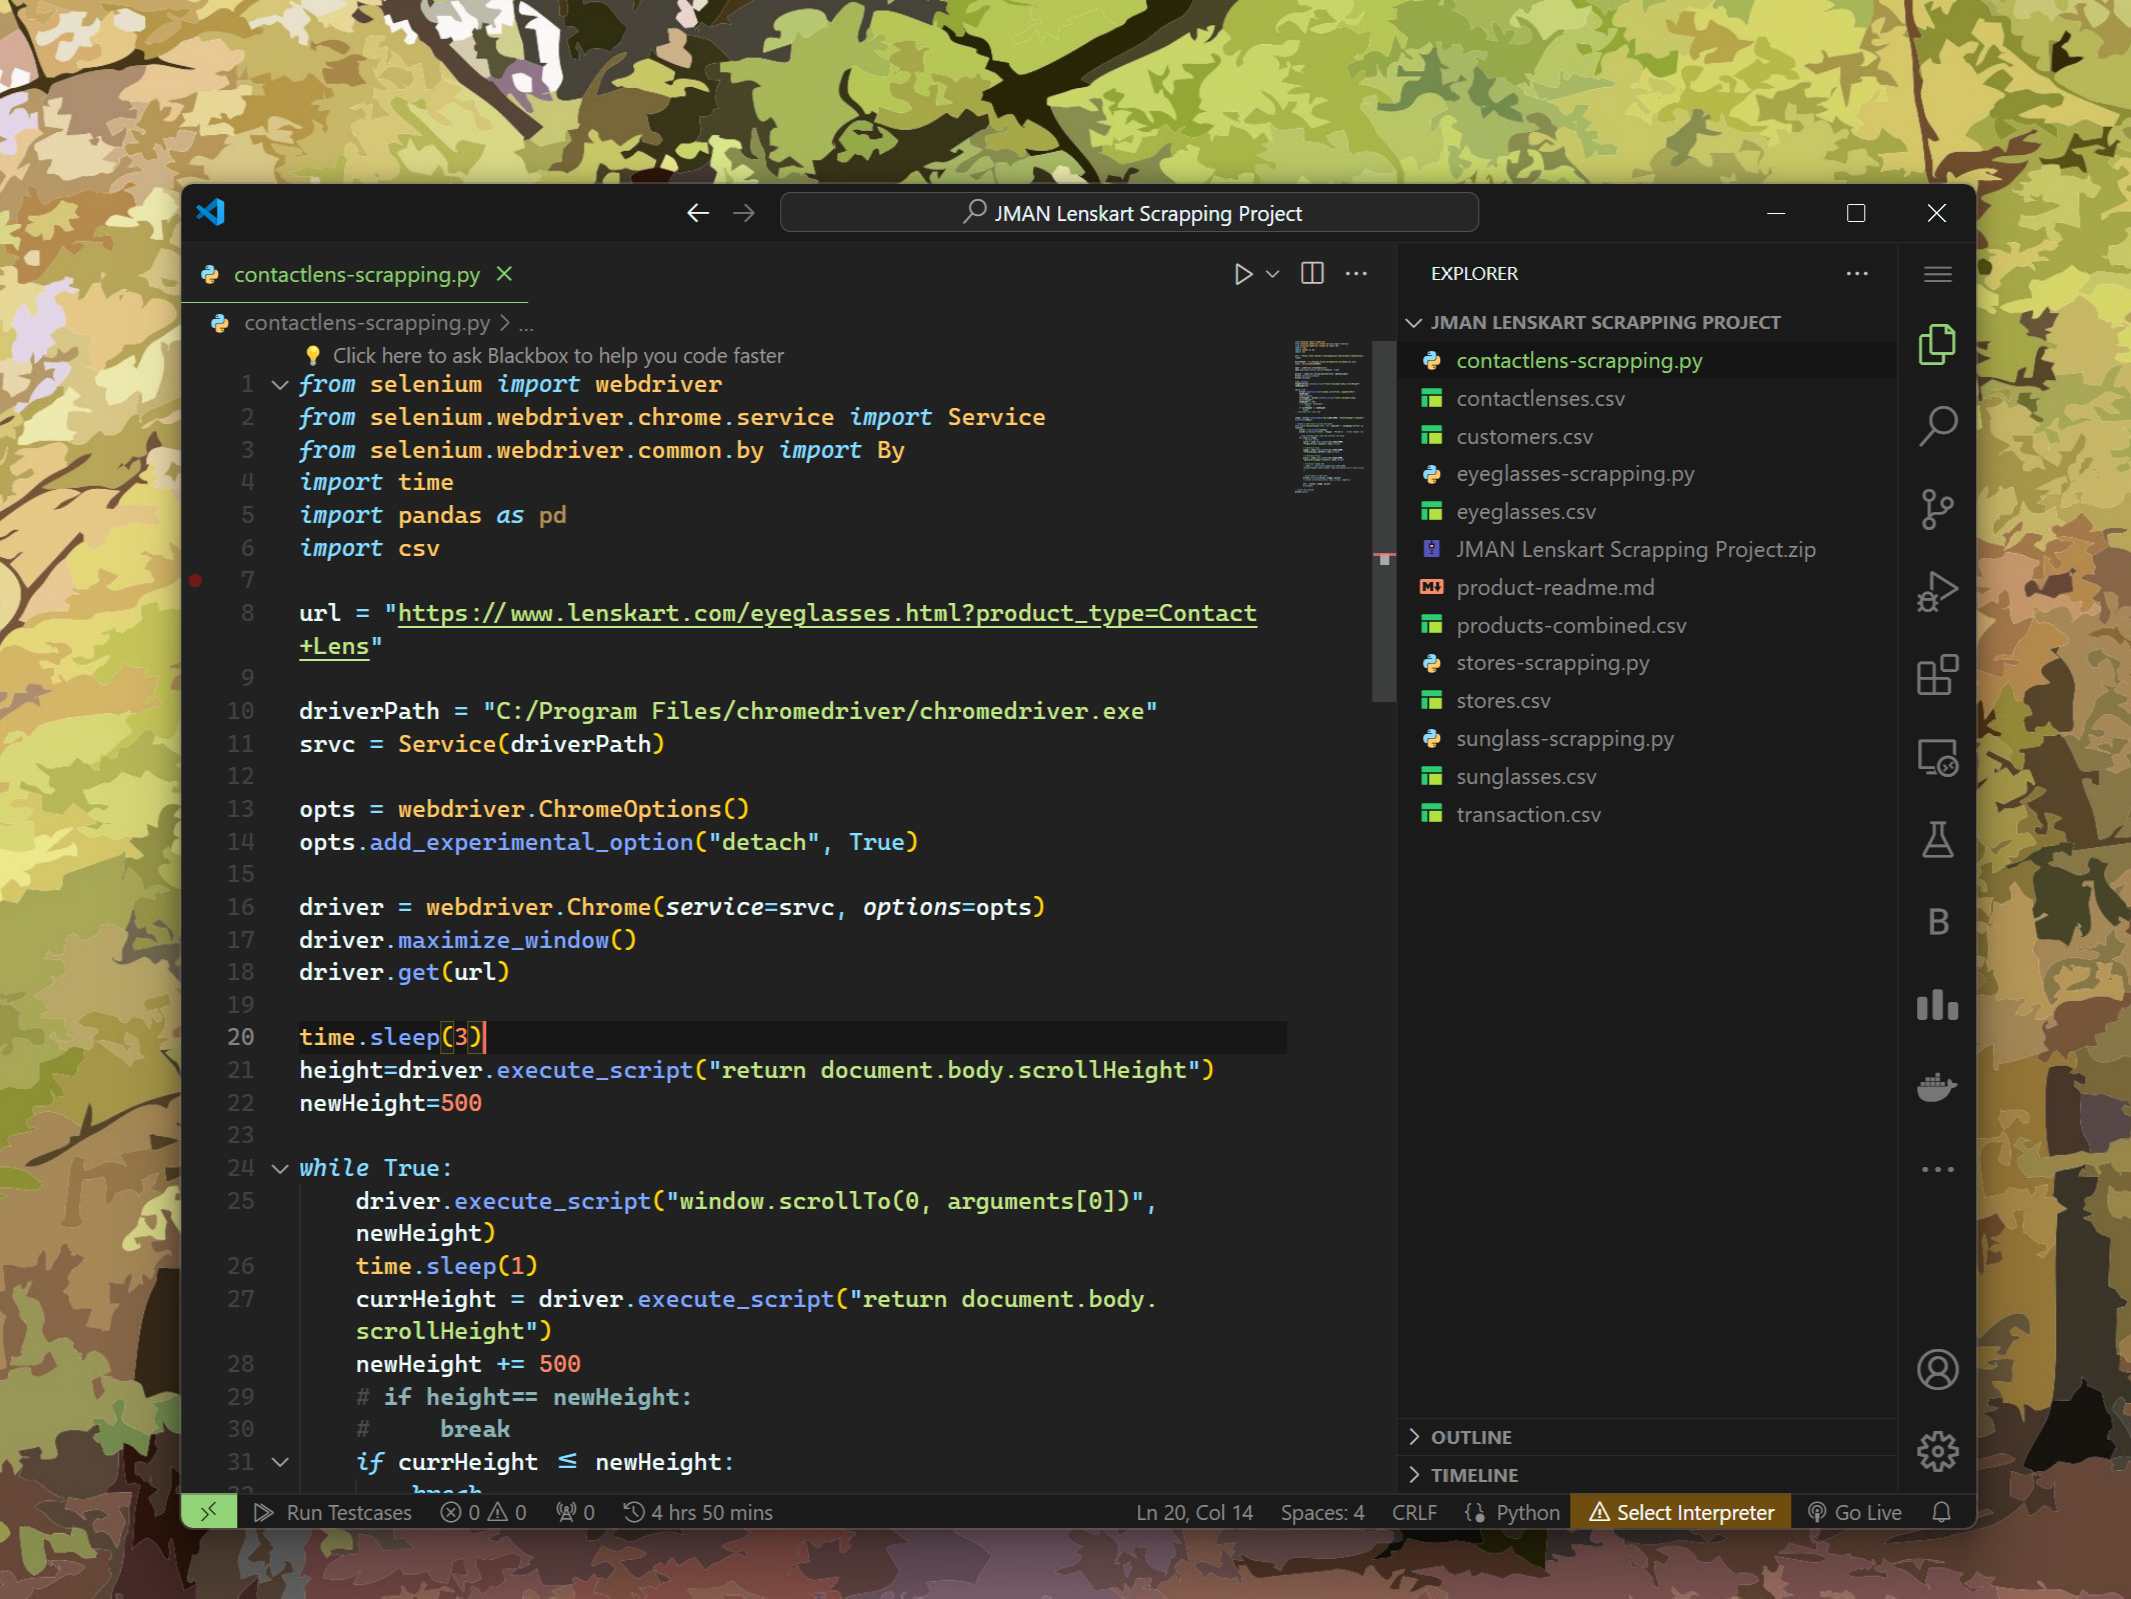 JMAN Lenskart Scrapping Project
contactlens-scrapping.py
contactlens-scrapping.py > ...
Click here to ask Blackbox to help you code faster
1 from selenium import webdriver
2 from selenium.webdriver.chrome.service import Service
3 from selenium.webdriver.common.by import By
4 import time
5 import pandas as pd
6 import csv
7
8 url = "https://www.lenskart.com/eyeglasses.html?product_type=Contact
+Lens"
9
10 driverPath = "C:/Program Files/chromedriver/chromedriver.exe"
11 srvc = Service(driverPath)
12
13 opts = webdriver.ChromeOptions()
14 opts.add_experimental_option("detach", True)
15
16 driver = webdriver.Chrome(service=srvc, options=opts)
17 driver.maximize_window()
18 driver.get(url)
19
20 time.sleep(3)
21 height=driver.execute_script("return document.body.scrollHeight")
22 newHeight=500
23
24 while True:
25 driver.execute_script("window.scrollTo(0, arguments[0])",
newHeight)
26 time.sleep(1)
27 currHeight = driver.execute_script("return document.body.
scrollHeight")
28 newHeight += 500
29 # if height== newHeight:
30 #     break
31 if currHeight ≤ newHeight:
32 break
EXPLORER
JMAN LENSKART SCRAPPING PROJECT
contactlens-scrapping.py
contactlenses.csv
customers.csv
eyeglasses-scrapping.py
eyeglasses.csv
JMAN Lenskart Scrapping Project.zip
product-readme.md
products-combined.csv
stores-scrapping.py
stores.csv
sunglass-scrapping.py
sunglasses.csv
transaction.csv
OUTLINE
TIMELINE
B
Run Testcases 0 0 0 4 hrs 50 mins Ln 20, Col 14 Spaces: 4 CRLF {} Python Select Interpreter Go Live